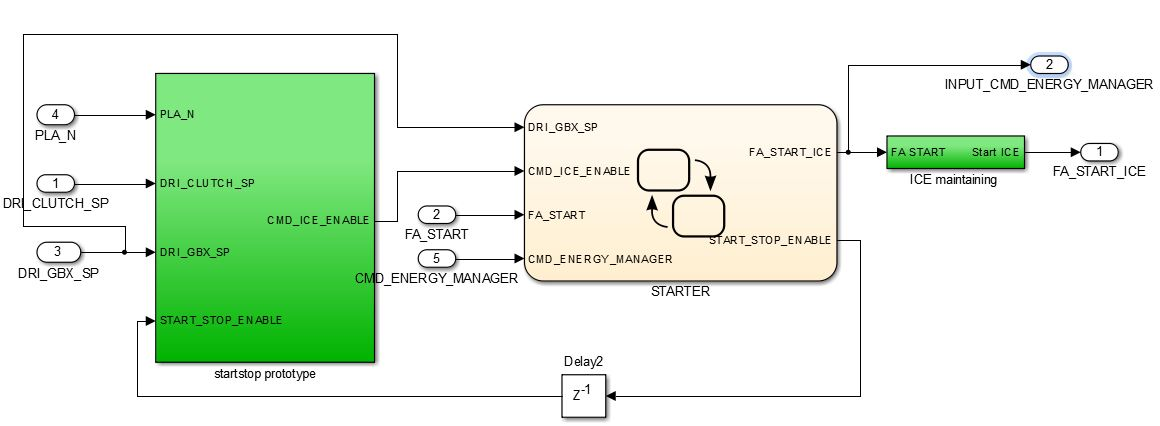 2
INPUT_CMD_ENERGY_MANAGER
4
PLA_N
PLA_N
DRI_GBX_SP
FA_START_ICE
FA START
Start ICE
1
FA_START_ICE
ICE maintaining
CMD_ICE_ENABLE
1
DRI_CLUTCH_SP
DRI_CLUTCH_SP
CMD_ICE_ENABLE
2
FA_START
FA_START
START_STOP_ENABLE
3
DRI_GBX_SP
DRI_GBX_SP
5
CMD_ENERGY_MANAGER
CMD_ENERGY_MANAGER
STARTER
START_STOP_ENABLE
startstop prototype
Delay2
Z-1